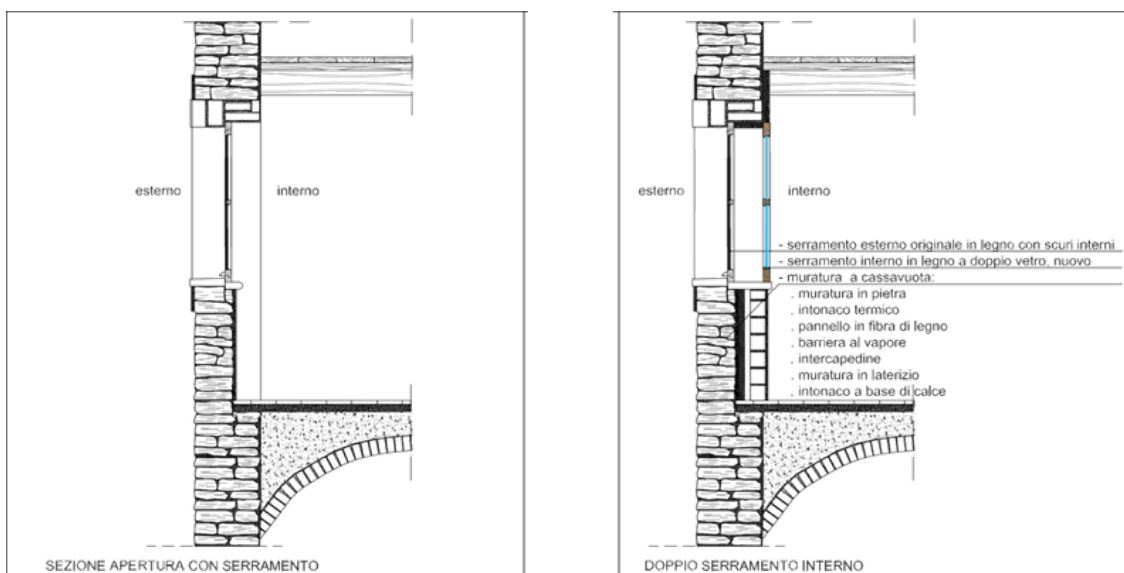 esterno
interno
SEZIONE APERTURA CON SERRAMENTO
esterno
interno
- serramento esterno originale in legno con scuri interni
- serramento interno in legno a doppio vetro, nuovo
- muratura a cassavuota:
. muratura in pietra
. intonaco termico
. pannello in fibra di legno
. barriera al vapore
. intercapedine
. muratura in laterizio
. intonaco a base di calce
DOPPIO SERRAMENTO INTERNO